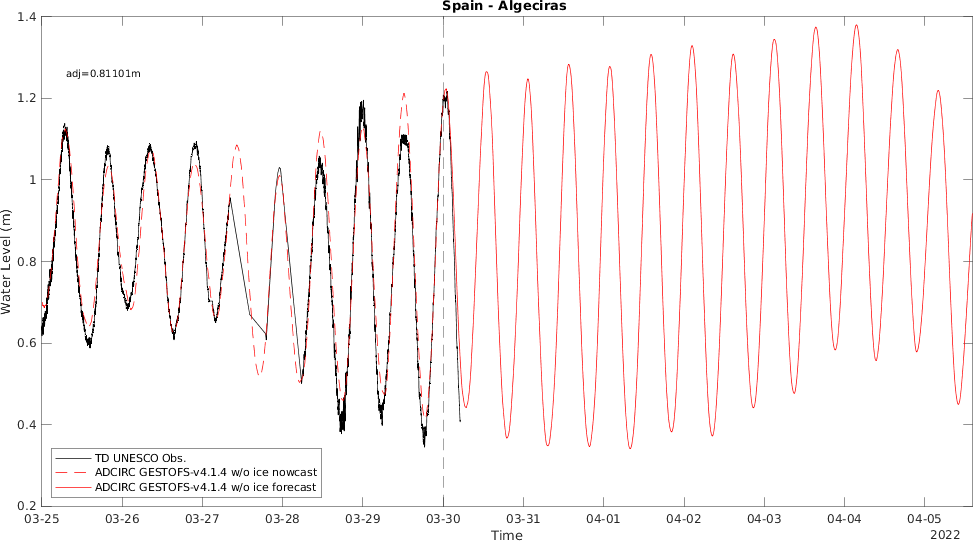 Spain - Algeciras
1.4
adj=0.81101m
1.2
1
0.8
0.6
0.4
0.2
Water Level (m)
TD UNESCO Obs.
ADCIRC GESTOFS-v4.1.4 w/o ice nowcast
ADCIRC GESTOFS-v4.1.4 w/o ice forecast
03-25 03-26 03-27 03-28 03-29 03-30 03-31 04-01 04-02 04-03 04-04 04-05
2022
Time